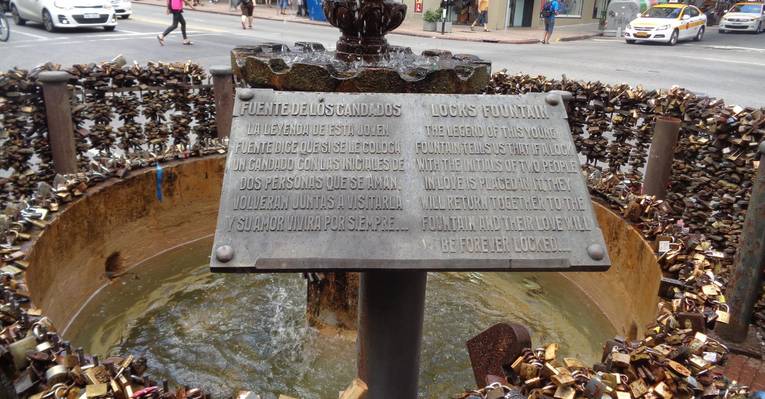 FUENTE DE LOS CANDADOS
LA LEYENDA DE ESTA JOVEN
FUENTE DICE QUE SI SE LE COLOCA
UN CANDADO CON LAS INICIALES DE
DOS PERSONAS QUE SE AMAN,
VOLVERAN JUNTAS A VISITARLA
Y SU AMOR VIVIRA POR SIEMPRE...
LOCKS FOUNTAIN
THE LEGEND OF THIS YOUNG
FOUNTAIN TELLS US THAT IF A LOCK
WITH THE INITIALS OF TWO PEOPLE
IN LOVE IS PLACED IN IT, THEY
WILL RETURN TOGETHER TO THE
FOUNTAIN AND THEIR LOVE WILL
BE FOREVER LOCKED...